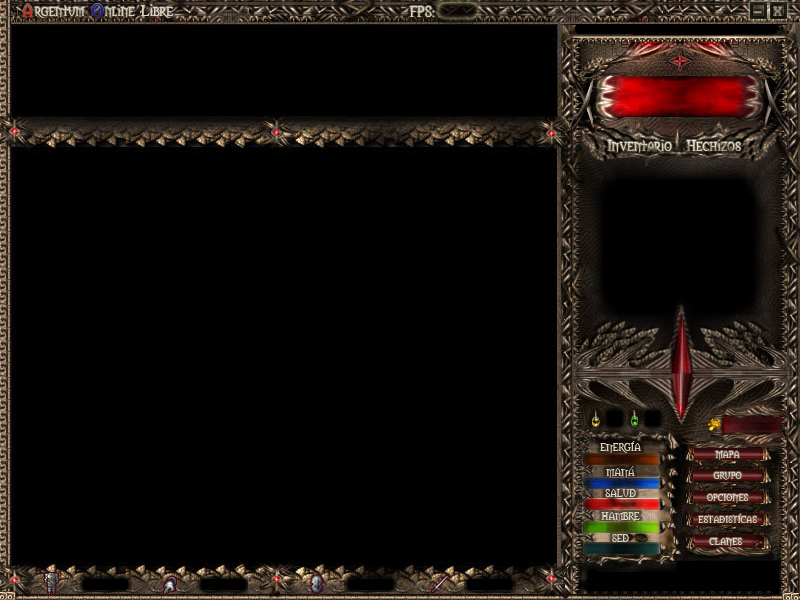 Argentum Online Libre
FPS:
Inventario Hechizos
Energía
Maná
Salud
Hambre
Sed
Mapa
Grupo
Opciones
Estadísticas
Clanes